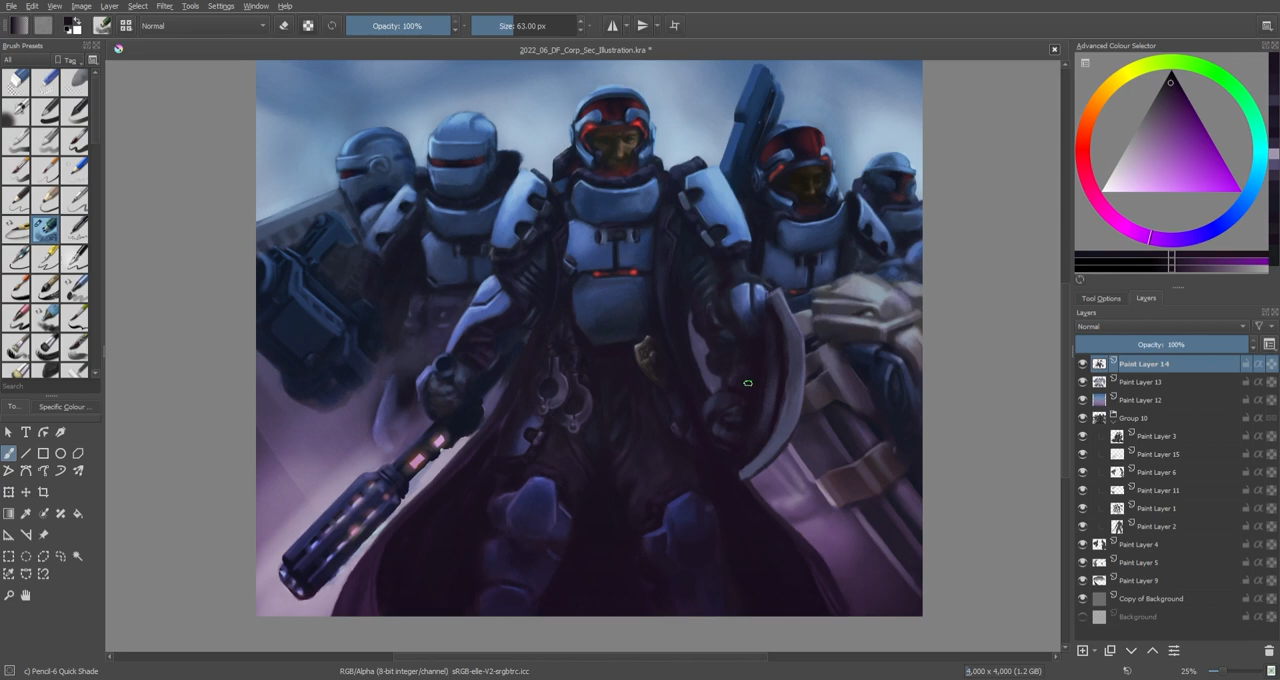 File Edit View Image Layer Select Filter Tools Settings Window Help
Normal Opacity: 100% Size: 63.00 px
Brush Presets
2022_06_DF_Corp_Sec_Illustration.kra *
Advanced Colour Selector
All Tag
Search
To... Specific Colour ...
Tool Options Layers
Layers
Normal
Opacity: 100%
Paint Layer 14
Paint Layer 13
Paint Layer 12
Group 10
Paint Layer 3
Paint Layer 15
Paint Layer 6
Paint Layer 11
Paint Layer 1
Paint Layer 2
Paint Layer 4
Paint Layer 5
Paint Layer 9
Copy of Background
Background
c) Pencil-6 Quick Shade RGB/Alpha (8-bit integer/channel) sRGB-elle-V2-srgbtrc.icc 4,000 x 4,000 (1.2 GB) 25%